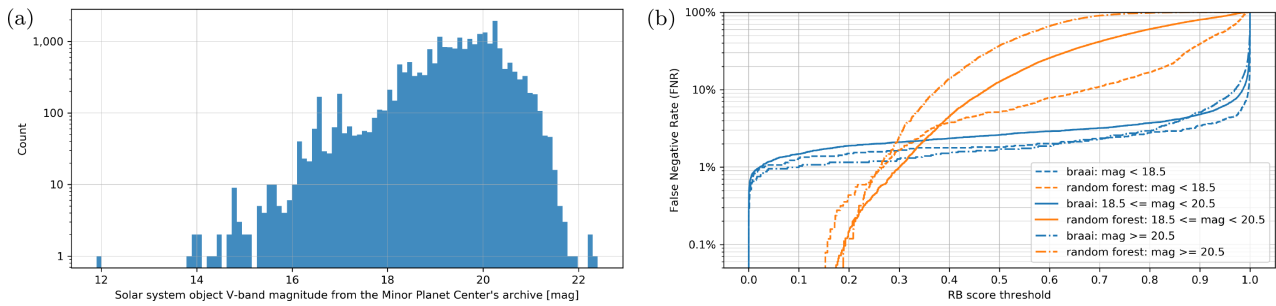 (a)
1,000
100
10
1
Count
12 14 16 18 20 22
Solar system object V-band magnitude from the Minor Planet Center's archive [mag]
(b)
100%
10%
1%
0.1%
False Negative Rate (FNR)
braai: mag < 18.5
random forest: mag < 18.5
braai: 18.5 <= mag < 20.5
random forest: 18.5 <= mag < 20.5
braai: mag >= 20.5
random forest: mag >= 20.5
0.0 0.1 0.2 0.3 0.4 0.5 0.6 0.7 0.8 0.9 1.0
RB score threshold